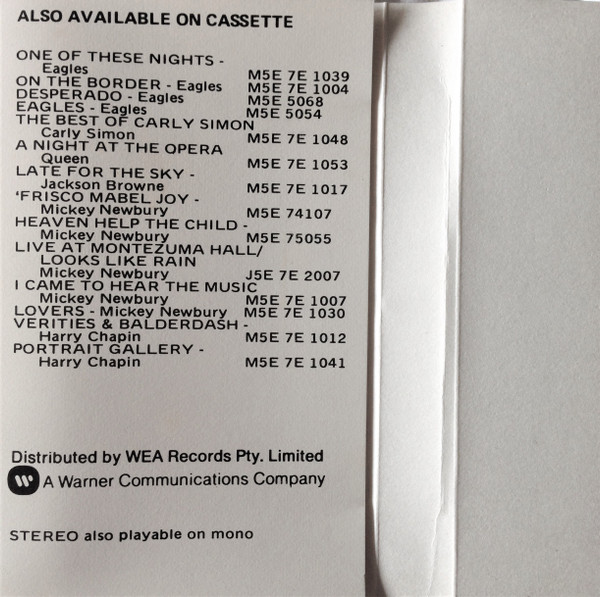 ALSO AVAILABLE ON CASSETTE
ONE OF THESE NIGHTS -
Eagles M5E 7E 1039
ON THE BORDER - Eagles M5E 7E 1004
DESPERADO - Eagles M5E 5068
EAGLES - Eagles M5E 5054
THE BEST OF CARLY SIMON
Carly Simon M5E 7E 1048
A NIGHT AT THE OPERA
Queen M5E 7E 1053
LATE FOR THE SKY -
Jackson Browne M5E 7E 1017
'FRISCO MABEL JOY -
Mickey Newbury M5E 74107
HEAVEN HELP THE CHILD -
Mickey Newbury M5E 75055
LIVE AT MONTEZUMA HALL/
LOOKS LIKE RAIN
Mickey Newbury J5E 7E 2007
I CAME TO HEAR THE MUSIC
Mickey Newbury M5E 7E 1007
LOVERS - Mickey Newbury M5E 7E 1030
VERITIES & BALDERDASH -
Harry Chapin M5E 7E 1012
PORTRAIT GALLERY -
Harry Chapin M5E 7E 1041
Distributed by WEA Records Pty. Limited
A Warner Communications Company
STEREO also playable on mono